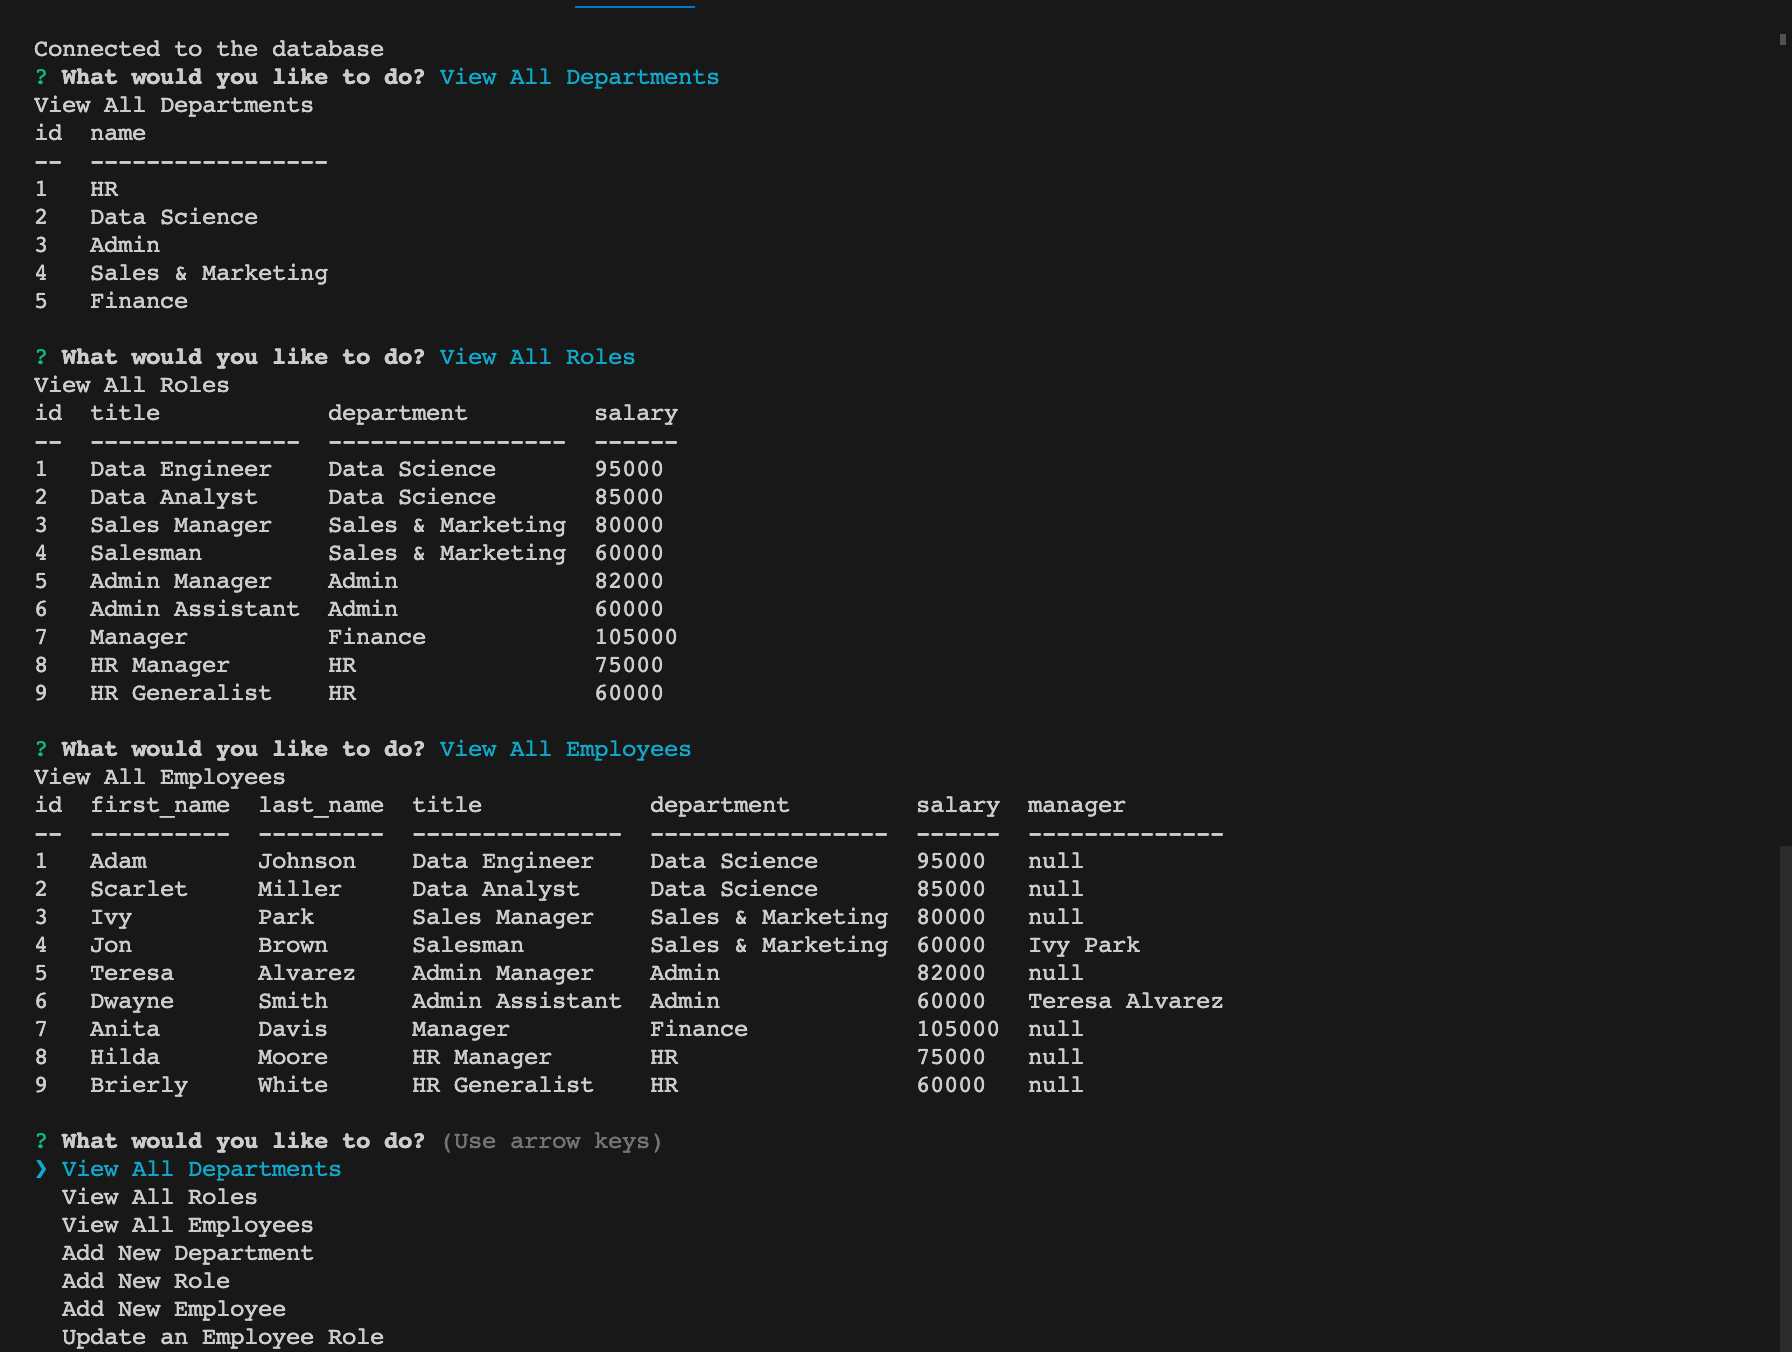 Connected to the database
? What would you like to do? View All Departments
View All Departments
id  name
--  -----------------
1   HR
2   Data Science
3   Admin
4   Sales & Marketing
5   Finance

? What would you like to do? View All Roles
View All Roles
id  title            department         salary
--  ---------------  -----------------  ------
1   Data Engineer    Data Science       95000
2   Data Analyst     Data Science       85000
3   Sales Manager    Sales & Marketing  80000
4   Salesman         Sales & Marketing  60000
5   Admin Manager    Admin              82000
6   Admin Assistant  Admin              60000
7   Manager          Finance            105000
8   HR Manager       HR                 75000
9   HR Generalist    HR                 60000

? What would you like to do? View All Employees
View All Employees
id  first_name  last_name  title            department         salary  manager
--  ----------  ---------  ---------------  -----------------  ------  --------------
1   Adam        Johnson    Data Engineer    Data Science       95000   null
2   Scarlet     Miller     Data Analyst     Data Science       85000   null
3   Ivy         Park       Sales Manager    Sales & Marketing  80000   null
4   Jon         Brown      Salesman         Sales & Marketing  60000   Ivy Park
5   Teresa      Alvarez    Admin Manager    Admin              82000   null
6   Dwayne      Smith      Admin Assistant  Admin              60000   Teresa Alvarez
7   Anita       Davis      Manager          Finance            105000  null
8   Hilda       Moore      HR Manager       HR                 75000   null
9   Brierly     White      HR Generalist    HR                 60000   null

? What would you like to do? (Use arrow keys)
❯ View All Departments
  View All Roles
  View All Employees
  Add New Department
  Add New Role
  Add New Employee
  Update an Employee Role